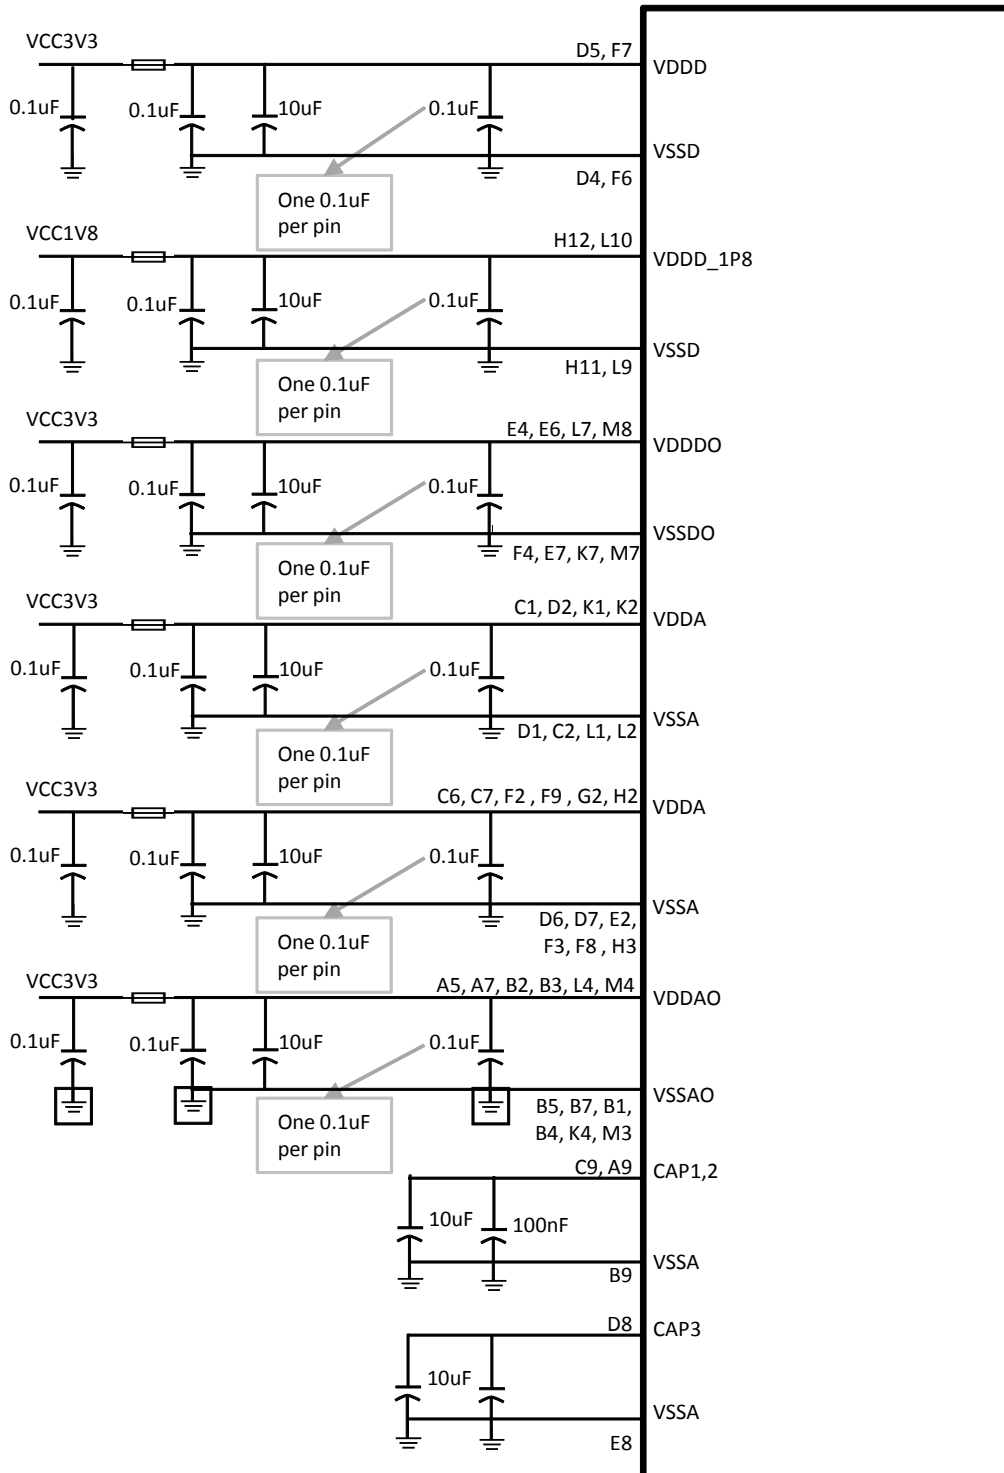 VCC3V3
D5, F7
VDDD
0.1uF
0.1uF
10uF
0.1uF
VSSD
D4, F6
One 0.1uF
per pin
VCC1V8
H12, L10
VDDD_1P8
0.1uF
0.1uF
10uF
0.1uF
VSSD
H11, L9
One 0.1uF
per pin
VCC3V3
E4, E6, L7, M8
VDDDO
0.1uF
0.1uF
10uF
0.1uF
VSSDO
F4, E7, K7, M7
One 0.1uF
per pin
VCC3V3
C1, D2, K1, K2
VDDA
0.1uF
0.1uF
10uF
0.1uF
VSSA
D1, C2, L1, L2
One 0.1uF
per pin
VCC3V3
C6, C7, F2 , F9 , G2, H2
VDDA
0.1uF
0.1uF
10uF
0.1uF
VSSA
D6, D7, E2,
F3, F8 , H3
One 0.1uF
per pin
VCC3V3
A5, A7, B2, B3, L4, M4
VDDAO
0.1uF
0.1uF
10uF
0.1uF
VSSAO
B5, B7, B1,
B4, K4, M3
One 0.1uF
per pin
C9, A9
CAP1,2
10uF
100nF
VSSA
B9
D8
CAP3
10uF
VSSA
E8